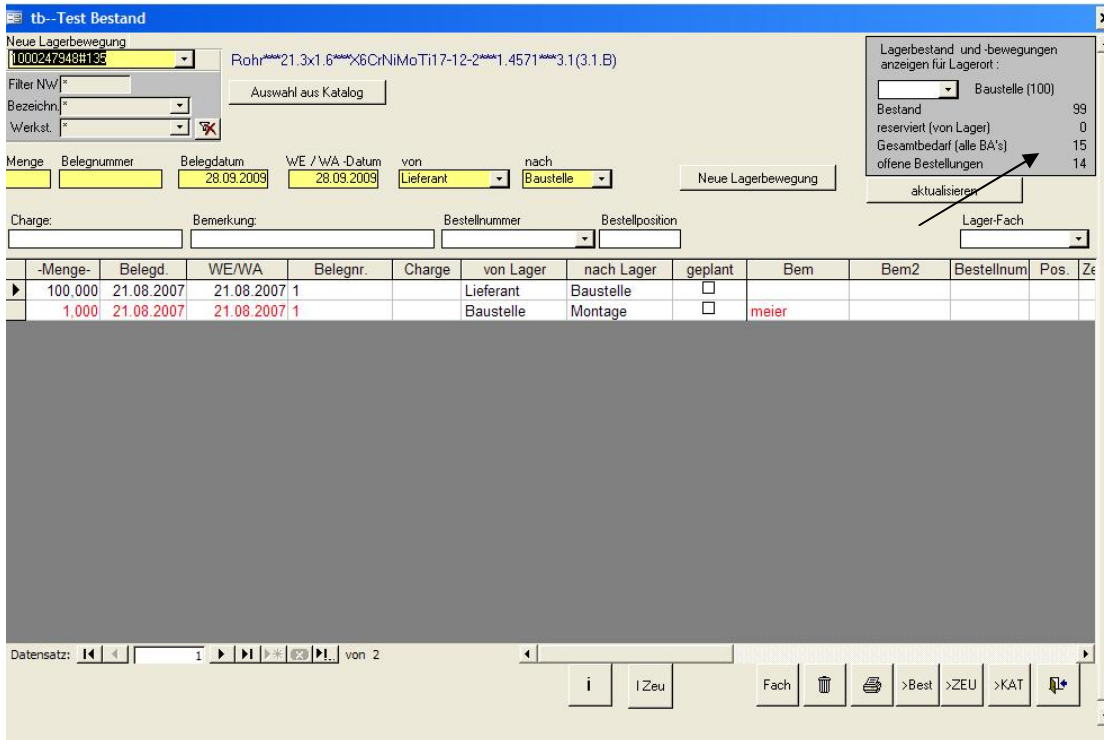 tb--Test Bestand
Neue Lagerbewegung
1000247948#135
Rohr***21.3x1.6***X6CrNiMoTi17-12-2***1.4571***3.1(3.1.B)
Filter NW *
Auswahl aus Katalog
Bezeichn. *
Werkst. *
Lagerbestand und -bewegungen
anzeigen für Lagerort :
Baustelle (100)
Bestand 99
reserviert (von Lager) 0
Gesamtbedarf (alle BA's) 15
offene Bestellungen 14
aktualisieren
Menge Belegnummer Belegdatum WE / WA -Datum von nach
28.09.2009 28.09.2009 Lieferant Baustelle Neue Lagerbewegung
Charge: Bemerkung: Bestellnummer Bestellposition Lager-Fach
-Menge- Belegd. WE/WA Belegnr. Charge von Lager nach Lager geplant Bem Bem2 Bestellnum Pos. Ze
100,000 21.08.2007 21.08.2007 1 Lieferant Baustelle
1,000 21.08.2007 21.08.2007 1 Baustelle Montage meier
Datensatz: 1 von 2
i I Zeu Fach >Best >ZEU >KAT